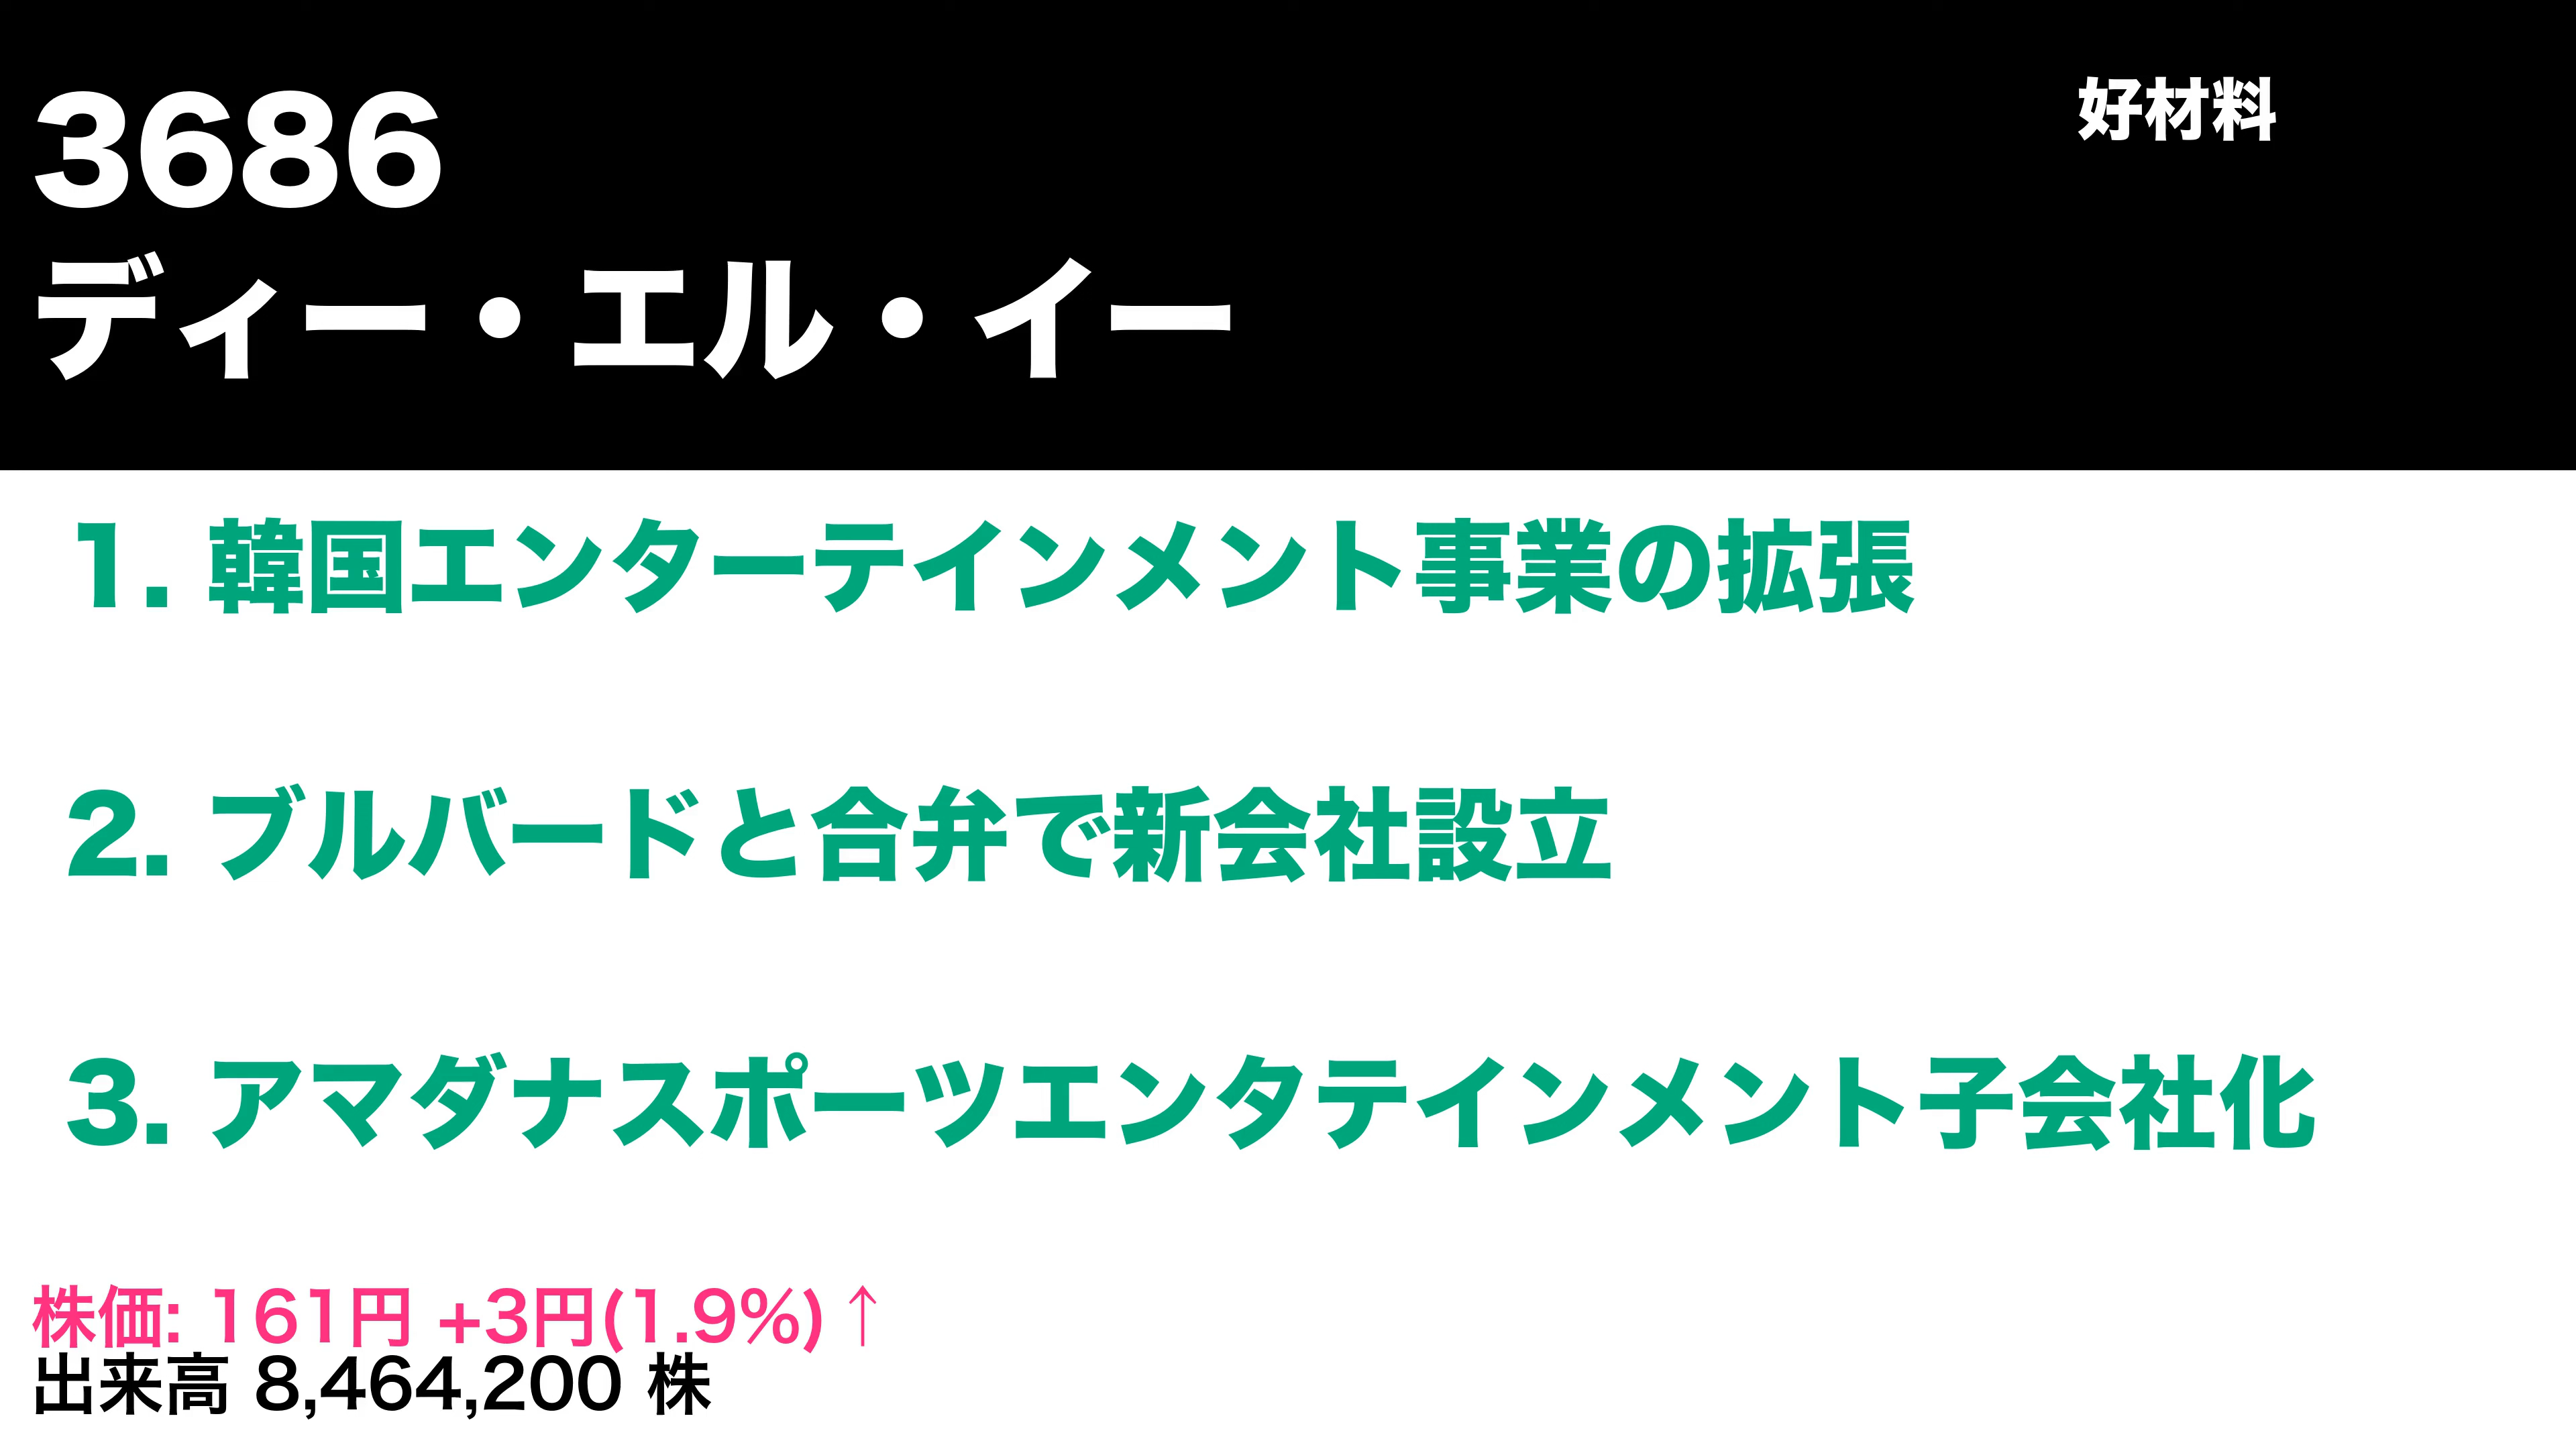 好材料
3686
ディー・エル・イー
1. 韓国エンターテインメント事業の拡張
2. ブルバードと合弁で新会社設立
3. アマダナスポーツエンタテインメント子会社化
株価: 161円 +3円(1.9%)↑
出来高 8,464,200 株